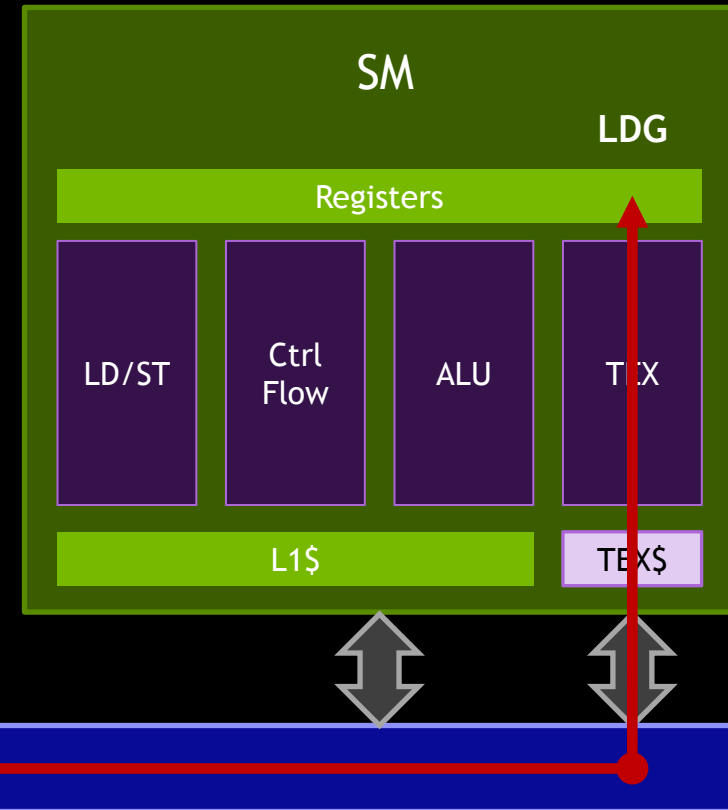 SM
LDG
Registers
LD/ST
Ctrl
Flow
ALU
TEX
L1$
TEX$